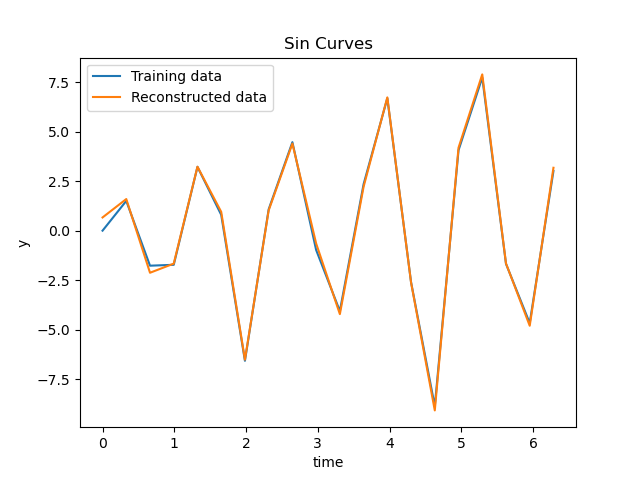 Sin Curves
Training data
Reconstructed data
7.5
5.0
2.5
0.0
−2.5
−5.0
−7.5
y
0 1 2 3 4 5 6
time